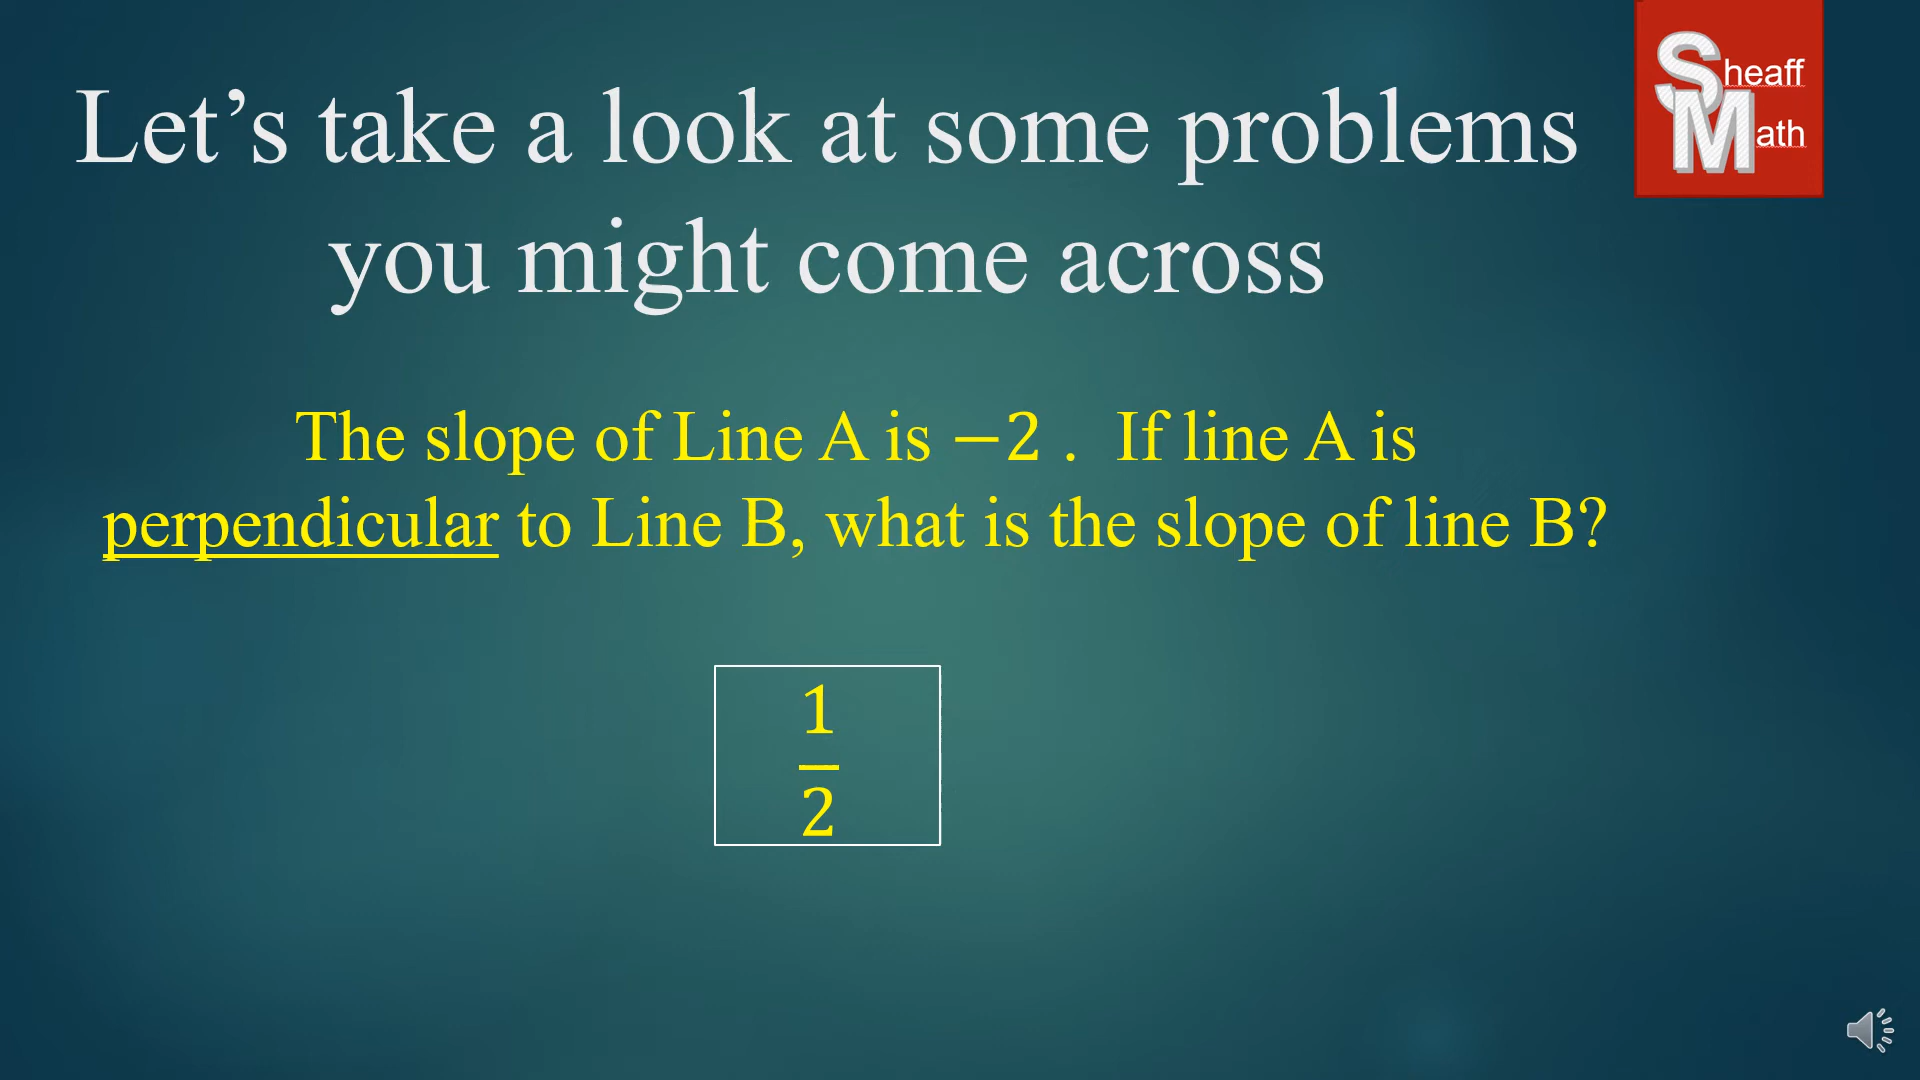 Let’s take a look at some problems
you might come across
Sheaff
Math
The slope of Line A is −2 .  If line A is
perpendicular to Line B, what is the slope of line B?
1
2